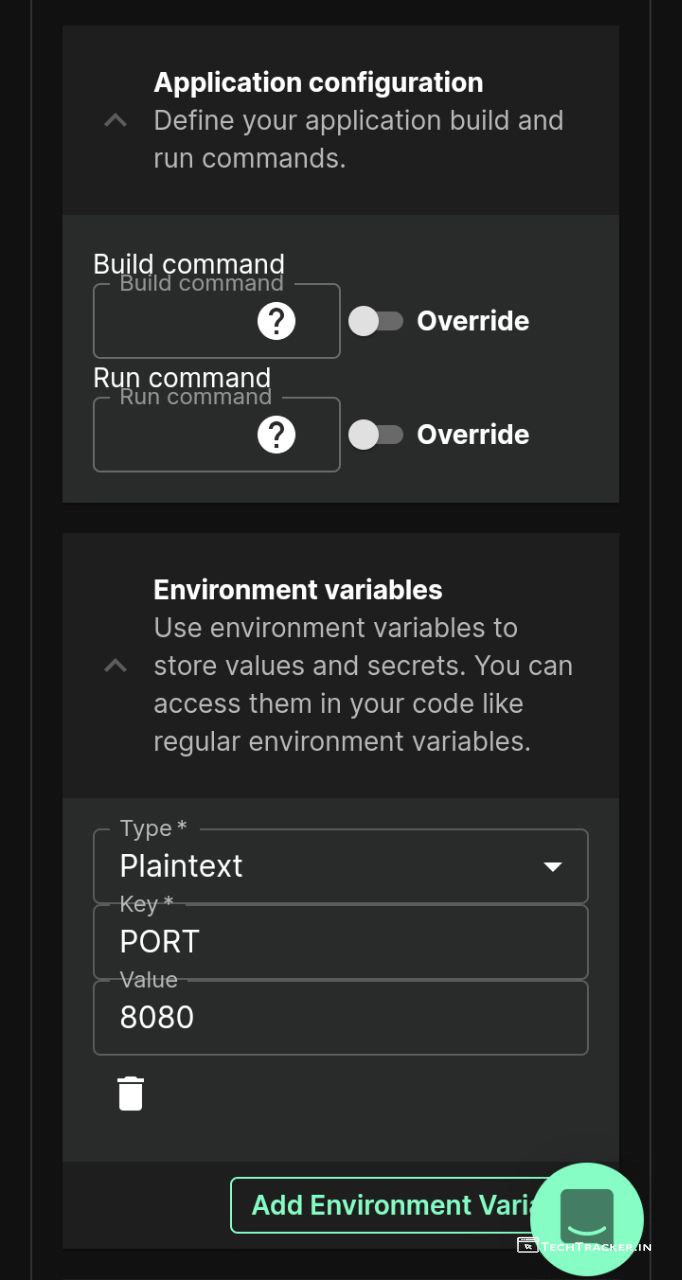 Application configuration
Define your application build and
run commands.
Build command
Build command
?
Override
Run command
Run command
?
Override
Environment variables
Use environment variables to
store values and secrets. You can
access them in your code like
regular environment variables.
Type *
Plaintext
Key *
PORT
Value
8080
Add Environment Varia
TECHTRACKER.IN